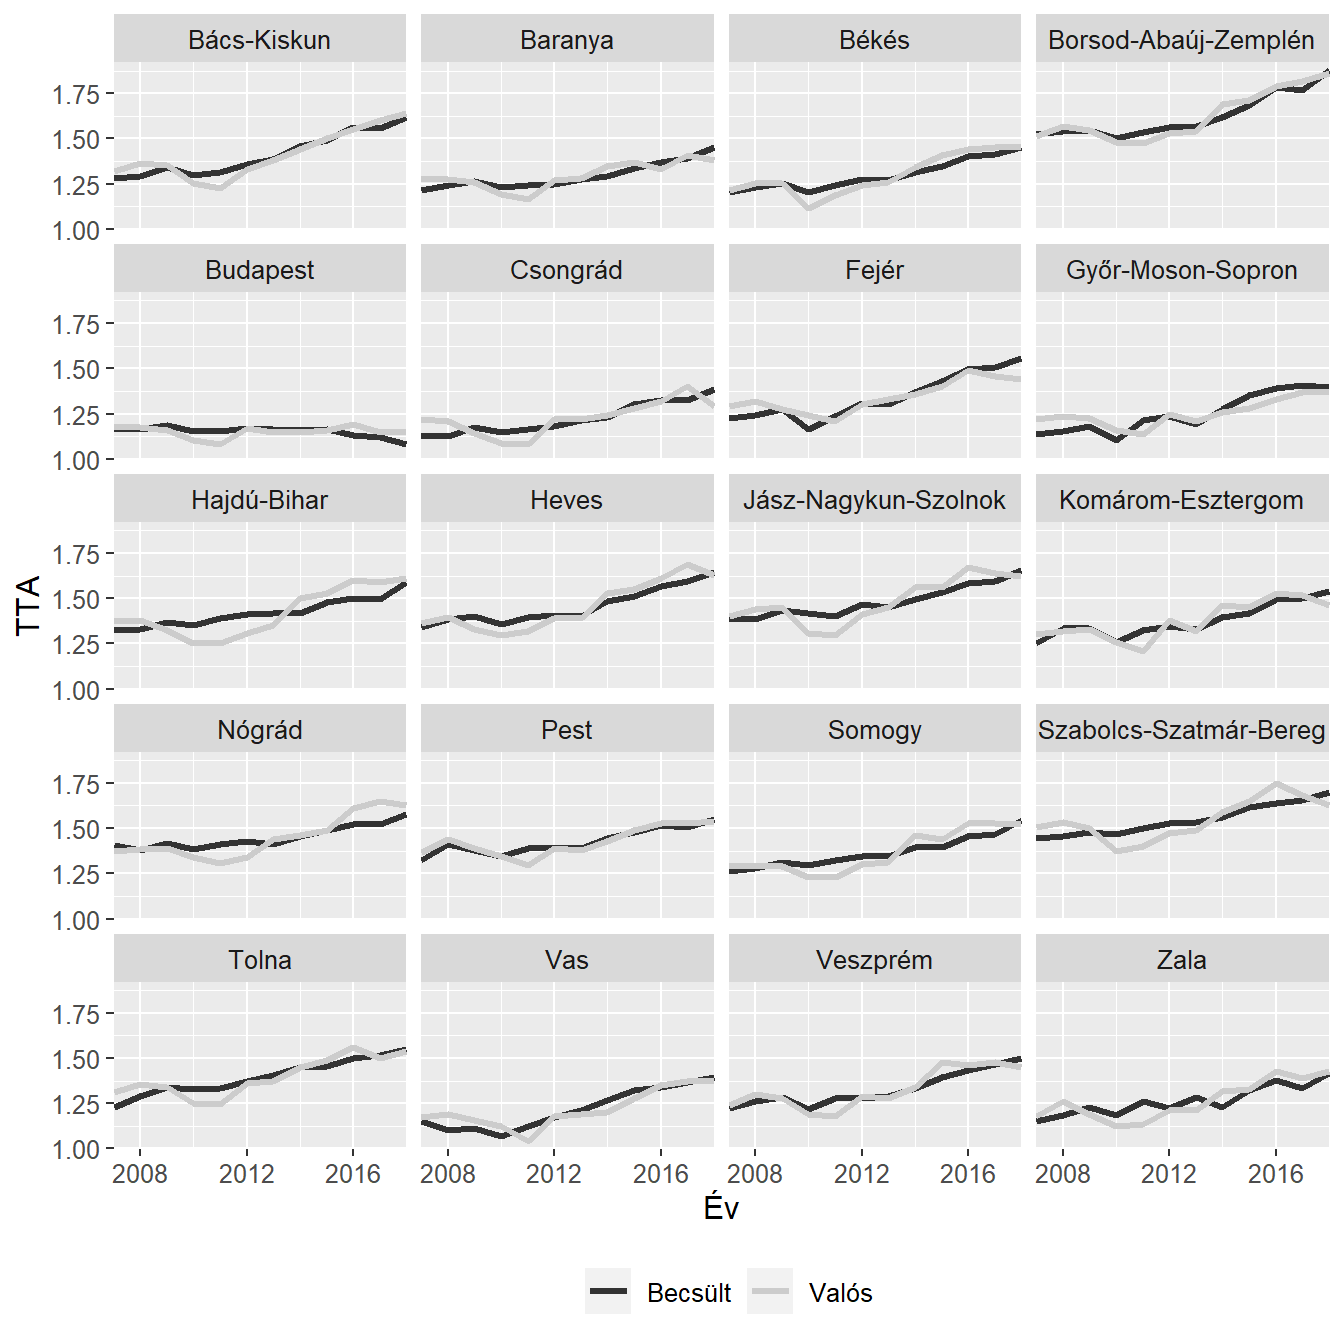 Bács-Kiskun Baranya Békés Borsod-Abaúj-Zemplén
1.75
1.50
1.25
1.00
Budapest Csongrád Fejér Győr-Moson-Sopron
1.75
1.50
1.25
1.00
Hajdú-Bihar Heves Jász-Nagykun-Szolnok Komárom-Esztergom
1.75
1.50
1.25
1.00
TTA
Nógrád Pest Somogy Szabolcs-Szatmár-Bereg
1.75
1.50
1.25
1.00
Tolna Vas Veszprém Zala
1.75
1.50
1.25
1.00
2008 2012 2016 2008 2012 2016 2008 2012 2016 2008 2012 2016
Év
Becsült Valós